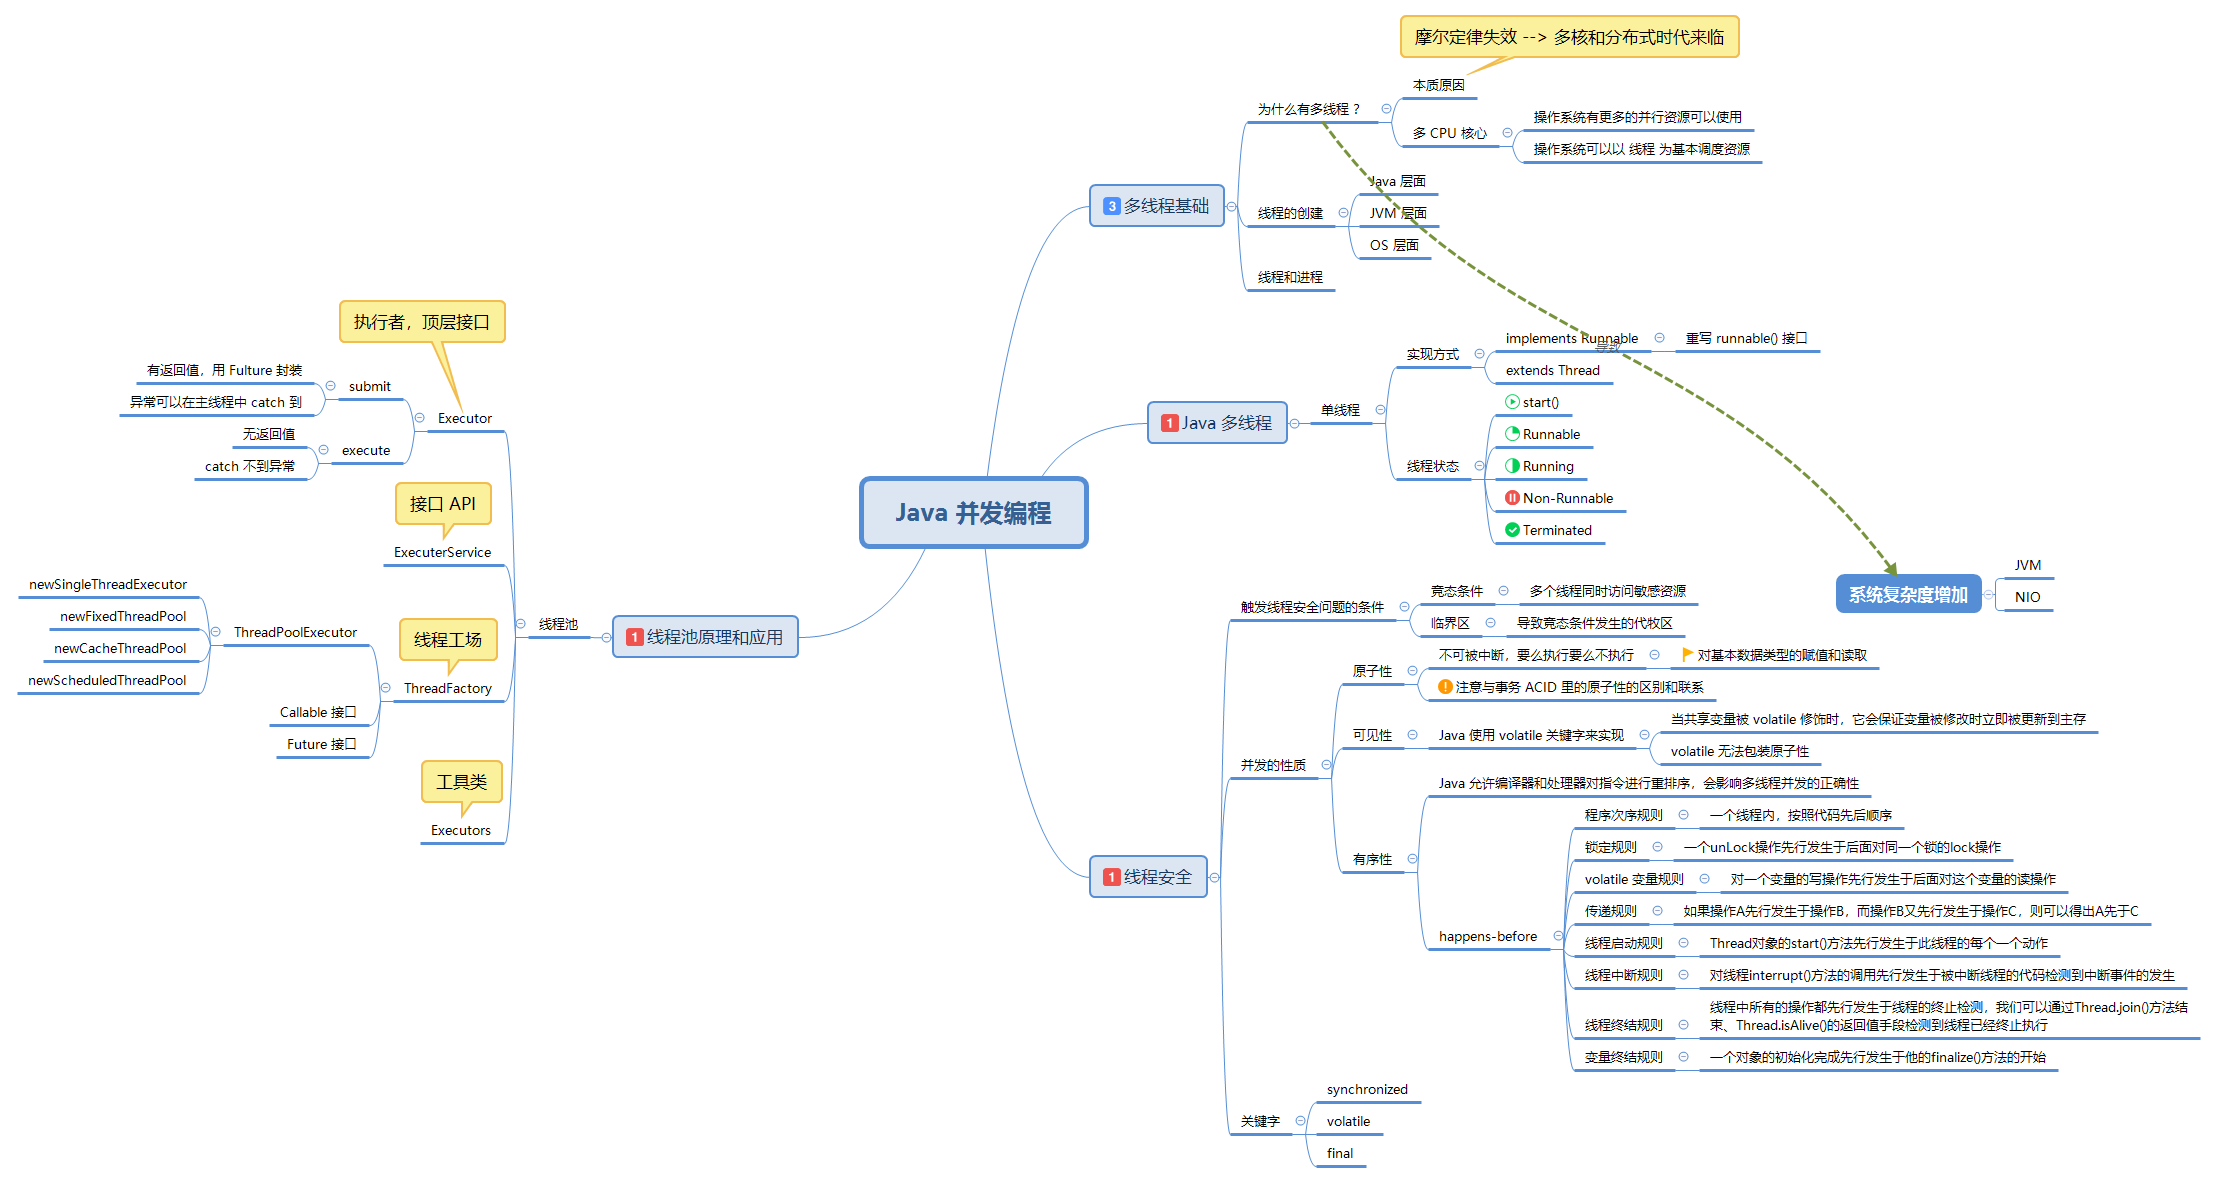 Java 并发编程
3 多线程基础
为什么有多线程？
本质原因
摩尔定律失效 --> 多核和分布式时代来临
多 CPU 核心
操作系统有更多的并行资源可以使用
操作系统可以以 线程 为基本调度资源
线程的创建
Java 层面
JVM 层面
OS 层面
线程和进程
导致
系统复杂度增加
JVM
NIO
1 Java 多线程
单线程
实现方式
implements Runnable
重写 runnable() 接口
extends Thread
线程状态
start()
Runnable
Running
Non-Runnable
Terminated
1 线程安全
触发线程安全问题的条件
竞态条件
多个线程同时访问敏感资源
临界区
导致竞态条件发生的代牧区
并发的性质
原子性
不可被中断，要么执行要么不执行
对基本数据类型的赋值和读取
注意与事务 ACID 里的原子性的区别和联系
可见性
Java 使用 volatile 关键字来实现
当共享变量被 volatile 修饰时，它会保证变量被修改时立即被更新到主存
volatile 无法包装原子性
有序性
Java 允许编译器和处理器对指令进行重排序，会影响多线程并发的正确性
happens-before
程序次序规则
一个线程内，按照代码先后顺序
锁定规则
一个unLock操作先行发生于后面对同一个锁的lock操作
volatile 变量规则
对一个变量的写操作先行发生于后面对这个变量的读操作
传递规则
如果操作A先行发生于操作B，而操作B又先行发生于操作C，则可以得出A先于C
线程启动规则
Thread对象的start()方法先行发生于此线程的每个一个动作
线程中断规则
对线程interrupt()方法的调用先行发生于被中断线程的代码检测到中断事件的发生
线程终结规则
线程中所有的操作都先行发生于线程的终止检测，我们可以通过Thread.join()方法结
束、Thread.isAlive()的返回值手段检测到线程已经终止执行
变量终结规则
一个对象的初始化完成先行发生于他的finalize()方法的开始
关键字
synchronized
volatile
final
1 线程池原理和应用
线程池
执行者，顶层接口
Executor
submit
有返回值，用 Fulture 封装
异常可以在主线程中 catch 到
execute
无返回值
catch 不到异常
接口 API
ExecuterService
线程工场
ThreadFactory
ThreadPoolExecutor
newSingleThreadExecutor
newFixedThreadPool
newCacheThreadPool
newScheduledThreadPool
Callable 接口
Future 接口
工具类
Executors